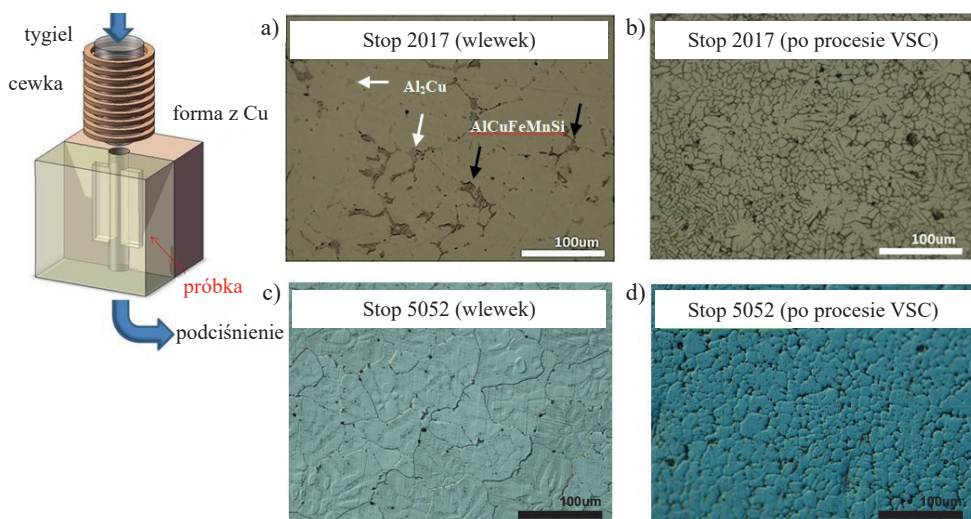 tygiel
cewka
forma z Cu
próbka
podciśnienie
a)
Stop 2017 (wlewek)
Al₂Cu
AlCuFeMnSi
100um
b)
Stop 2017 (po procesie VSC)
100um
c)
Stop 5052 (wlewek)
100um
d)
Stop 5052 (po procesie VSC)
100um